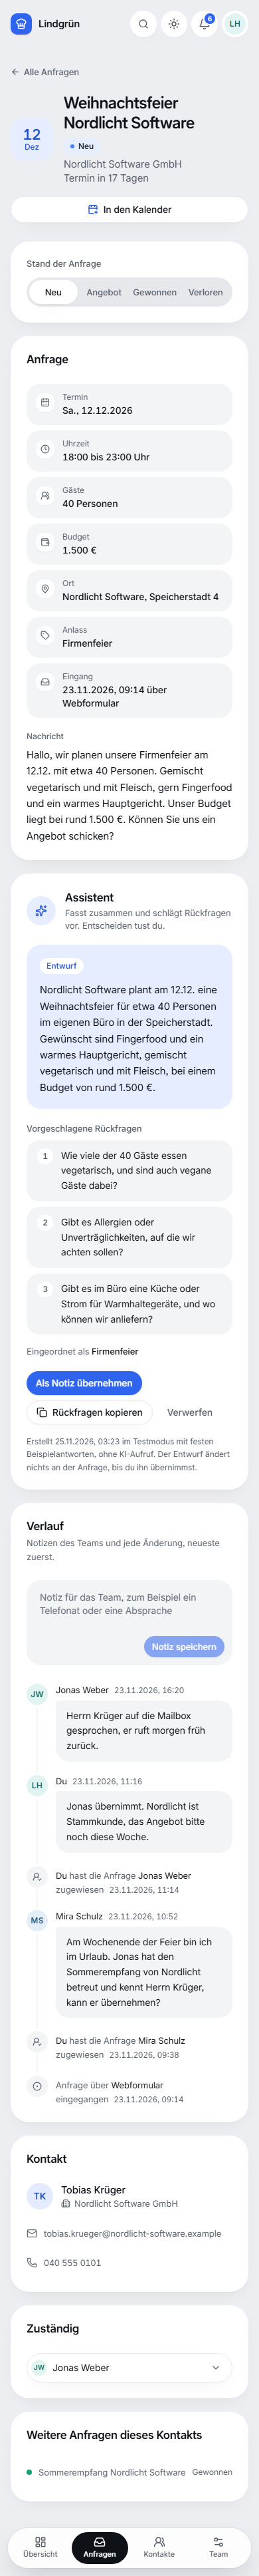 Lindgrün
6
LH
Alle Anfragen
12
Dez
Weihnachtsfeier
Nordlicht Software
Neu
Nordlicht Software GmbH
Termin in 17 Tagen
In den Kalender
Stand der Anfrage
Neu
Angebot
Gewonnen
Verloren
Anfrage
Termin
Sa., 12.12.2026
Uhrzeit
18:00 bis 23:00 Uhr
Gäste
40 Personen
Budget
1.500 €
Ort
Nordlicht Software, Speicherstadt 4
Anlass
Firmenfeier
Eingang
23.11.2026, 09:14 über
Webformular
Nachricht
Hallo, wir planen unsere Firmenfeier am
12.12. mit etwa 40 Personen. Gemischt
vegetarisch und mit Fleisch, gern Fingerfood
und ein warmes Hauptgericht. Unser Budget
liegt bei rund 1.500 €. Können Sie uns ein
Angebot schicken?
Assistent
Fasst zusammen und schlägt Rückfragen
vor. Entscheiden tust du.
Entwurf
Nordlicht Software plant am 12.12. eine
Weihnachtsfeier für etwa 40 Personen
im eigenen Büro in der Speicherstadt.
Gewünscht sind Fingerfood und ein
warmes Hauptgericht, gemischt
vegetarisch und mit Fleisch, bei einem
Budget von rund 1.500 €.
Vorgeschlagene Rückfragen
1
Wie viele der 40 Gäste essen
vegetarisch, und sind auch vegane
Gäste dabei?
2
Gibt es Allergien oder
Unverträglichkeiten, auf die wir
achten sollen?
3
Gibt es im Büro eine Küche oder
Strom für Warmhaltegeräte, und wo
können wir anliefern?
Eingeordnet als Firmenfeier
Als Notiz übernehmen
Rückfragen kopieren
Verwerfen
Erstellt 25.11.2026, 03:23 im Testmodus mit festen
Beispielantworten, ohne KI-Aufruf. Der Entwurf ändert
nichts an der Anfrage, bis du ihn übernimmst.
Verlauf
Notizen des Teams und jede Änderung, neueste
zuerst.
Notiz für das Team, zum Beispiel ein
Telefonat oder eine Absprache
Notiz speichern
JW
Jonas Weber 23.11.2026, 16:20
Herrn Krüger auf die Mailbox
gesprochen, er ruft morgen früh
zurück.
LH
Du 23.11.2026, 11:16
Jonas übernimmt. Nordlicht ist
Stammkunde, das Angebot bitte
noch diese Woche.
Du hast die Anfrage Jonas Weber
zugewiesen 23.11.2026, 11:14
MS
Mira Schulz 23.11.2026, 10:52
Am Wochenende der Feier bin ich
im Urlaub. Jonas hat den
Sommerempfang von Nordlicht
betreut und kennt Herrn Krüger,
kann er übernehmen?
Du hast die Anfrage Mira Schulz
zugewiesen 23.11.2026, 09:38
Anfrage über Webformular
eingegangen 23.11.2026, 09:14
Kontakt
TK
Tobias Krüger
Nordlicht Software GmbH
tobias.krueger@nordlicht-software.example
040 555 0101
Zuständig
JW
Jonas Weber
Weitere Anfragen dieses Kontakts
Sommerempfang Nordlicht Software
Gewonnen
Übersicht
Anfragen
Kontakte
Team